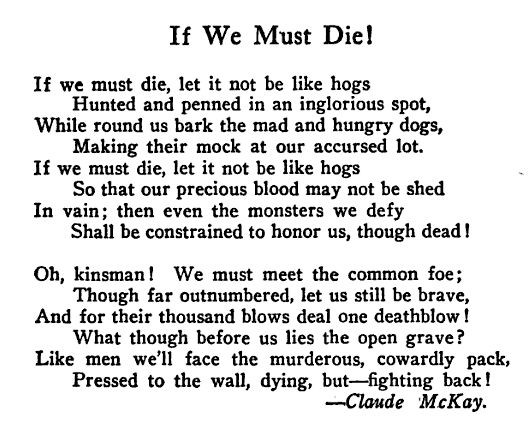 If We Must Die!
If we must die, let it not be like hogs
Hunted and penned in an inglorious spot,
While round us bark the mad and hungry dogs,
Making their mock at our accursed lot.
If we must die, let it not be like hogs
So that our precious blood may not be shed
In vain; then even the monsters we defy
Shall be constrained to honor us, though dead!
Oh, kinsman! We must meet the common foe;
Though far outnumbered, let us still be brave,
And for their thousand blows deal one deathblow!
What though before us lies the open grave?
Like men we'll face the murderous, cowardly pack,
Pressed to the wall, dying, but—fighting back!
—Claude McKay.